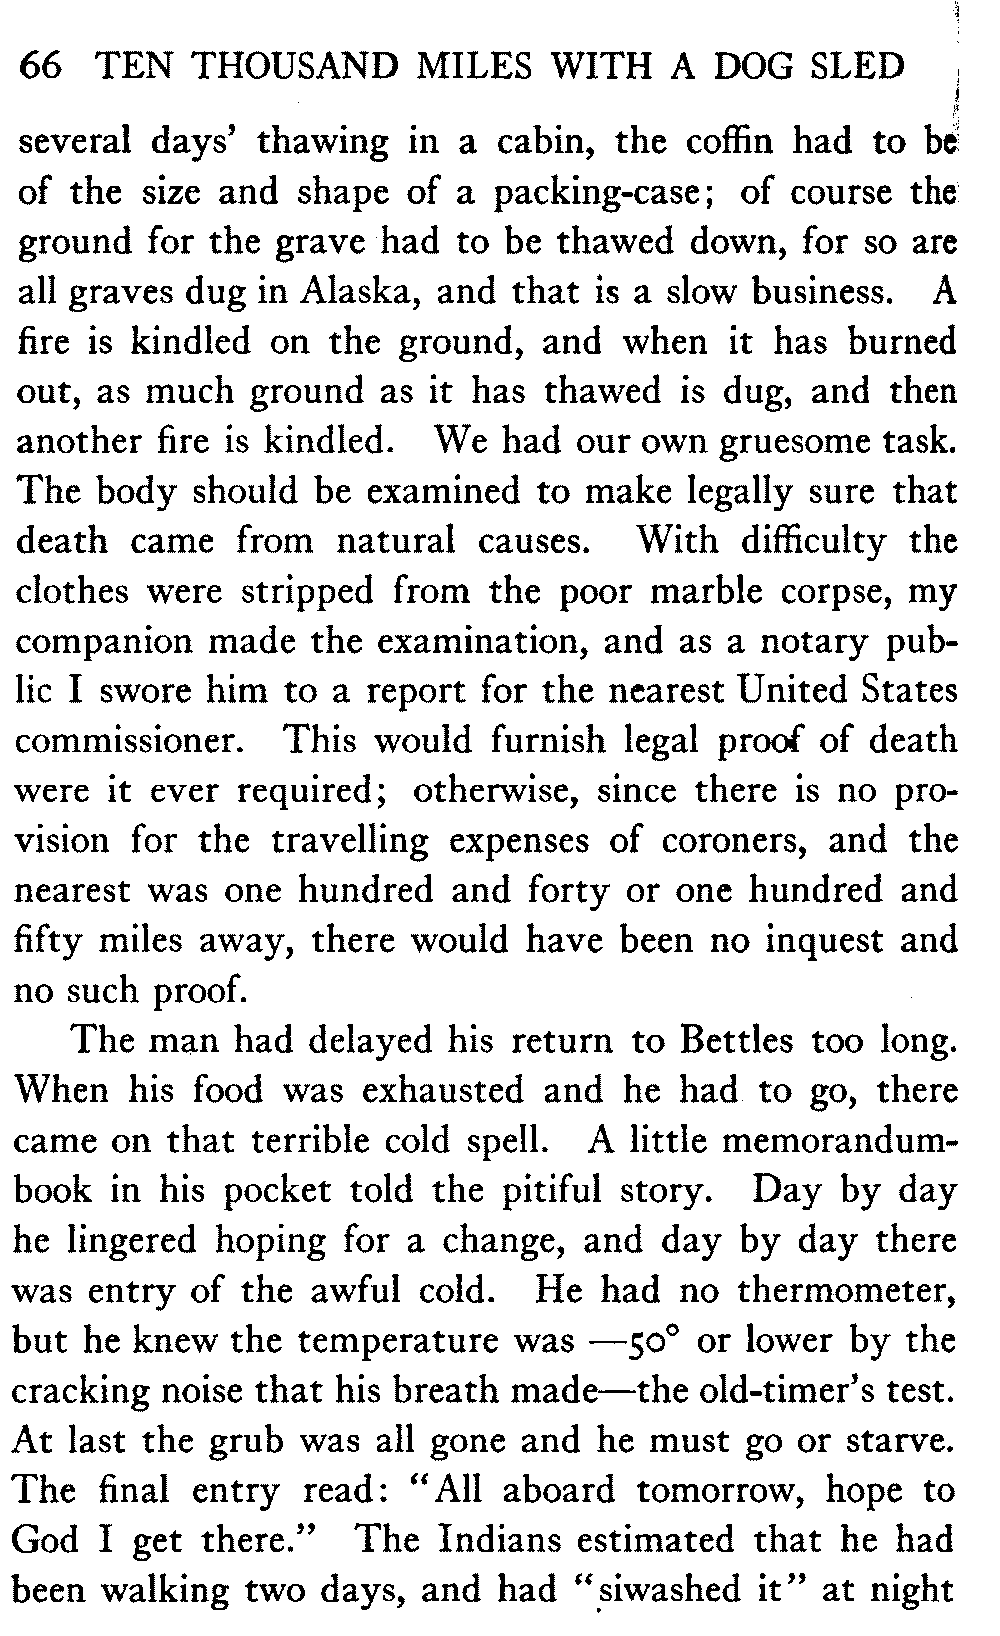 66 TEN THOUSAND MILES WITH A DOG SLED
several days' thawing in a cabin, the coffin had to be
of the size and shape of a packing-case; of course the
ground for the grave had to be thawed down, for so are
all graves dug in Alaska, and that is a slow business. A
fire is kindled on the ground, and when it has burned
out, as much ground as it has thawed is dug, and then
another fire is kindled. We had our own gruesome task.
The body should be examined to make legally sure that
death came from natural causes. With difficulty the
clothes were stripped from the poor marble corpse, my
companion made the examination, and as a notary pub-
lic I swore him to a report for the nearest United States
commissioner. This would furnish legal proof of death
were it ever required; otherwise, since there is no pro-
vision for the travelling expenses of coroners, and the
nearest was one hundred and forty or one hundred and
fifty miles away, there would have been no inquest and
no such proof.
The man had delayed his return to Bettles too long.
When his food was exhausted and he had to go, there
came on that terrible cold spell. A little memorandum-
book in his pocket told the pitiful story. Day by day
he lingered hoping for a change, and day by day there
was entry of the awful cold. He had no thermometer,
but he knew the temperature was —50° or lower by the
cracking noise that his breath made—the old-timer's test.
At last the grub was all gone and he must go or starve.
The final entry read: "All aboard tomorrow, hope to
God I get there." The Indians estimated that he had
been walking two days, and had "siwashed it" at night